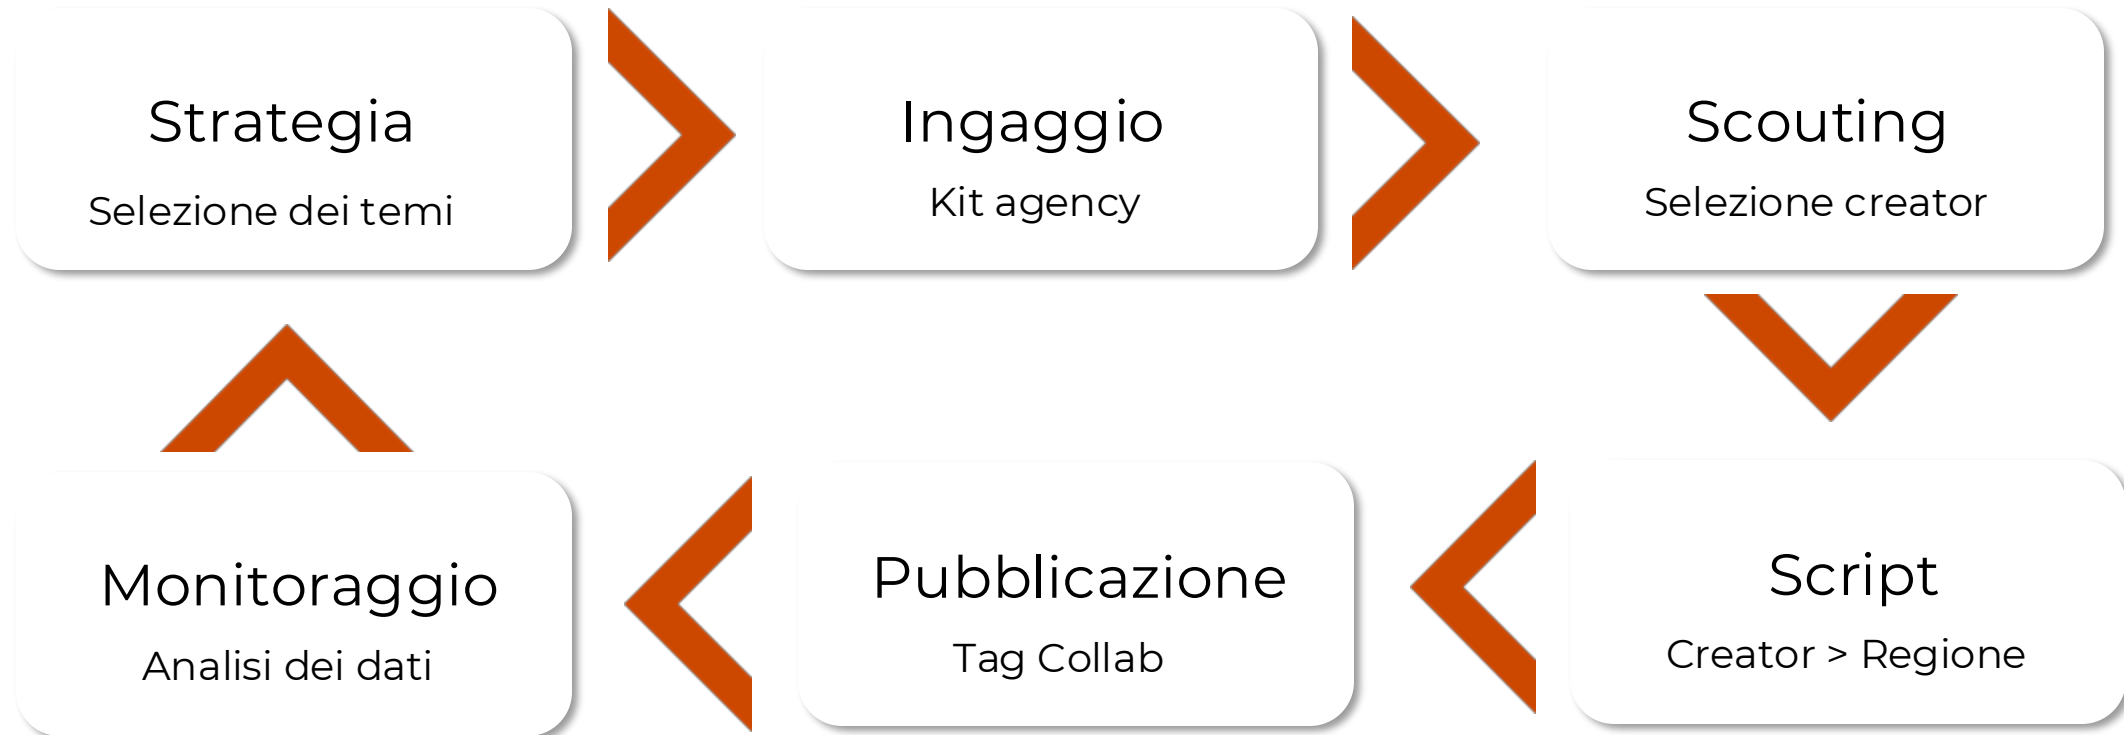 Strategia
Selezione dei temi
Ingaggio
Kit agency
Scouting
Selezione creator
Script
Creator > Regione
Pubblicazione
Tag Collab
Monitoraggio
Analisi dei dati